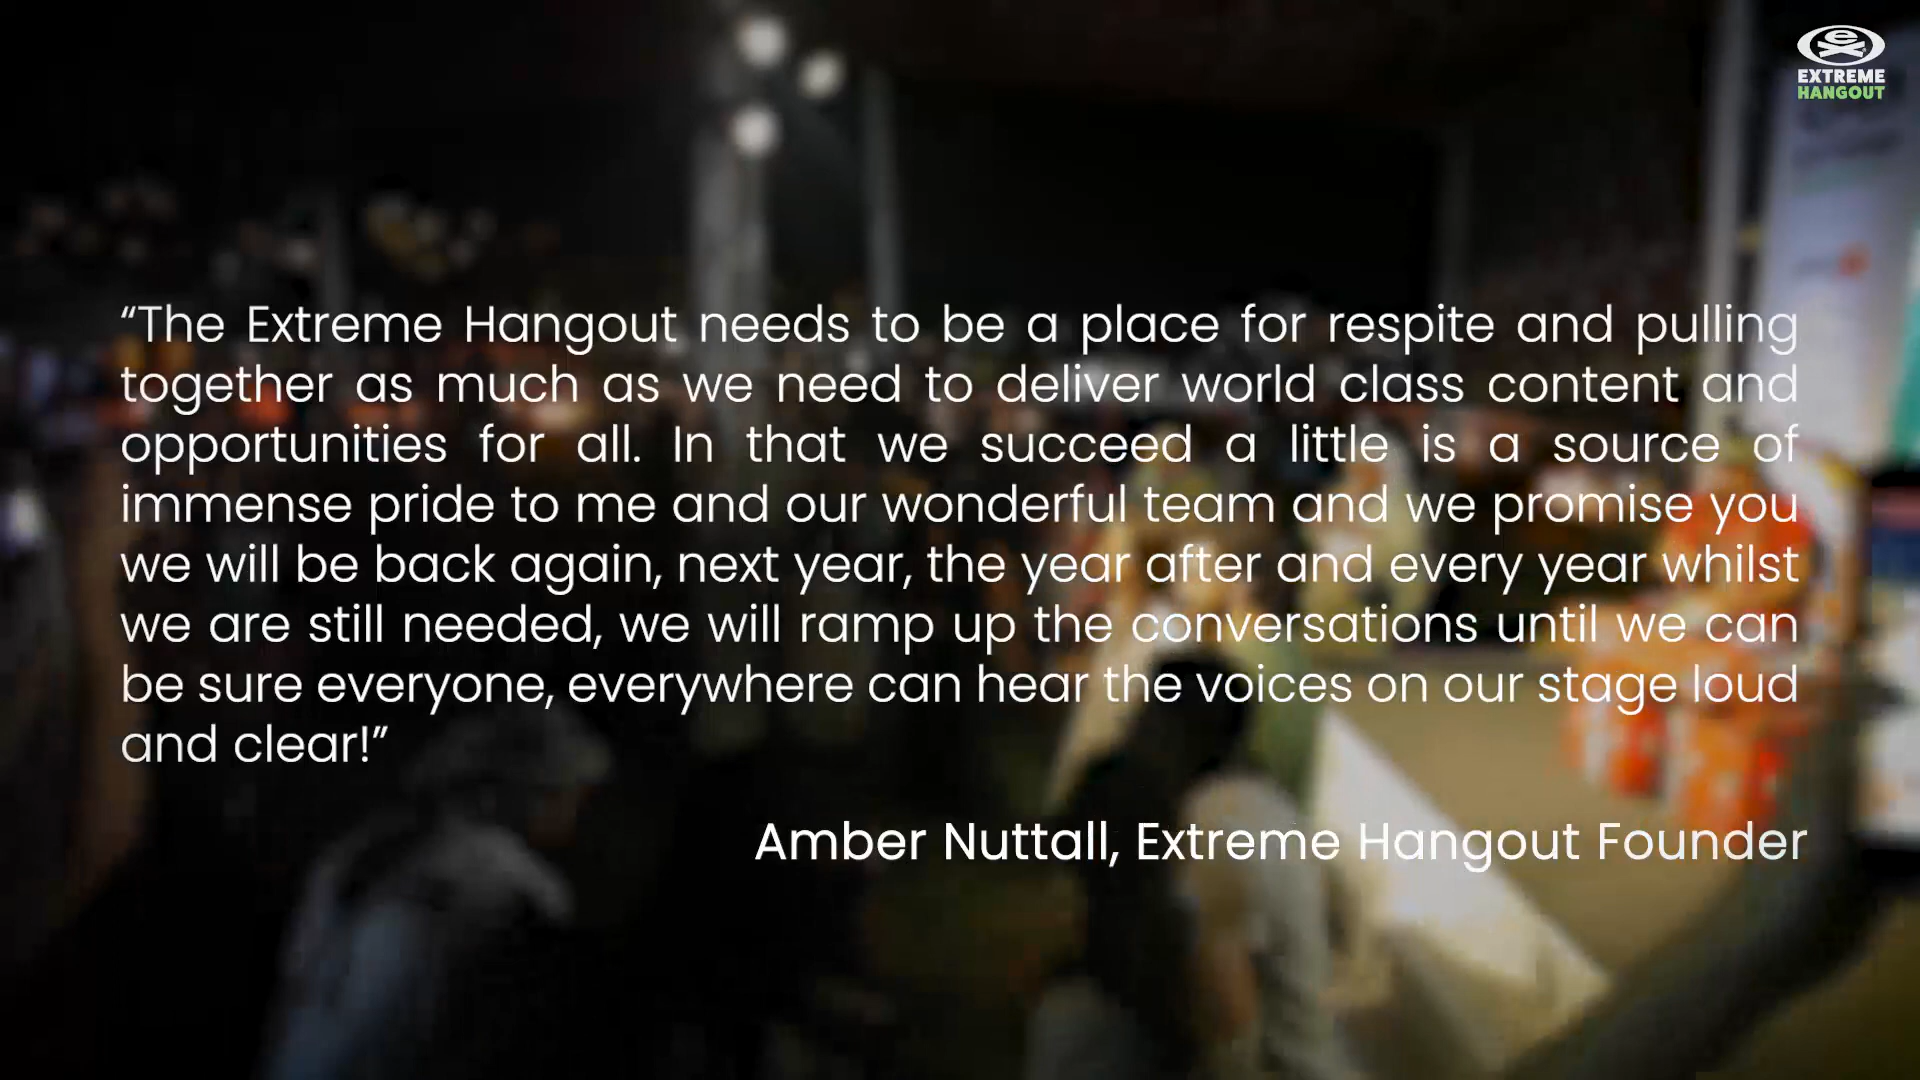 EXTREME
HANGOUT
“The Extreme Hangout needs to be a place for respite and pulling
together as much as we need to deliver world class content and
opportunities for all. In that we succeed a little is a source of
immense pride to me and our wonderful team and we promise you
we will be back again, next year, the year after and every year whilst
we are still needed, we will ramp up the conversations until we can
be sure everyone, everywhere can hear the voices on our stage loud
and clear!”
Amber Nuttall, Extreme Hangout Founder